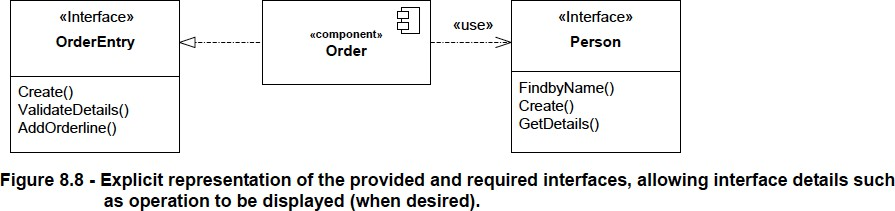 «Interface»
OrderEntry
Create()
ValidateDetails()
AddOrderline()
«component»
Order
«use»
«Interface»
Person
FindbyName()
Create()
GetDetails()
Figure 8.8 - Explicit representation of the provided and required interfaces, allowing interface details such
as operation to be displayed (when desired).